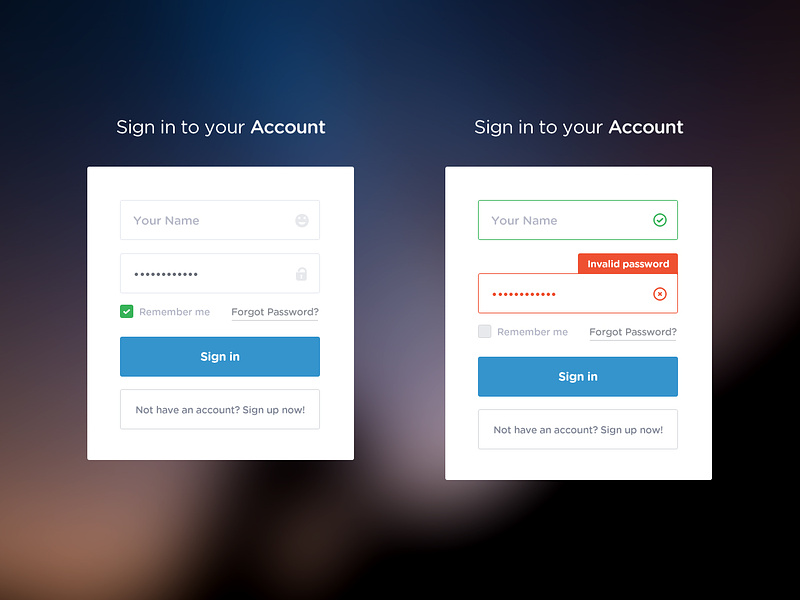 Sign in to your Account
Your Name
••••••••••••
Remember me
Forgot Password?
Sign in
Not have an account? Sign up now!
Sign in to your Account
Your Name
Invalid password
••••••••••••
Remember me
Forgot Password?
Sign in
Not have an account? Sign up now!